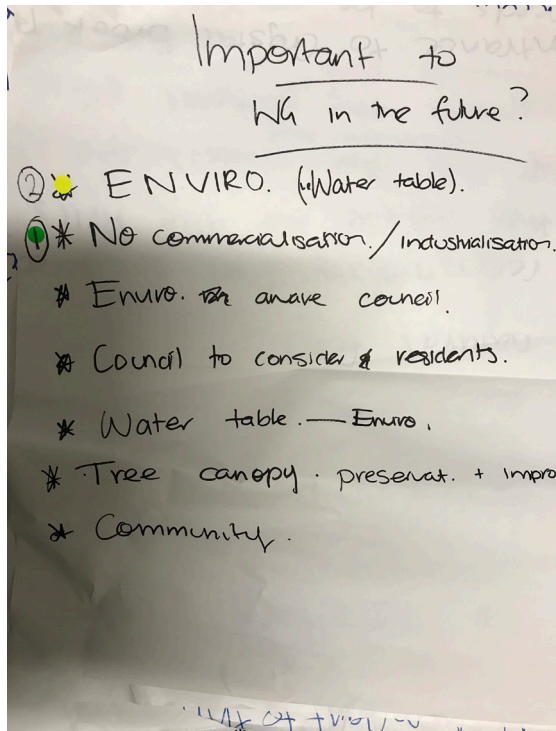 Important to
WG in the future?
② * ENVIRO. (Water table).
① * No commercialisation./industrialisation.
* Enviro. aware council.
* Council to consider residents.
* Water table. — Enviro.
* Tree canopy. preservat. + impro
* Community.